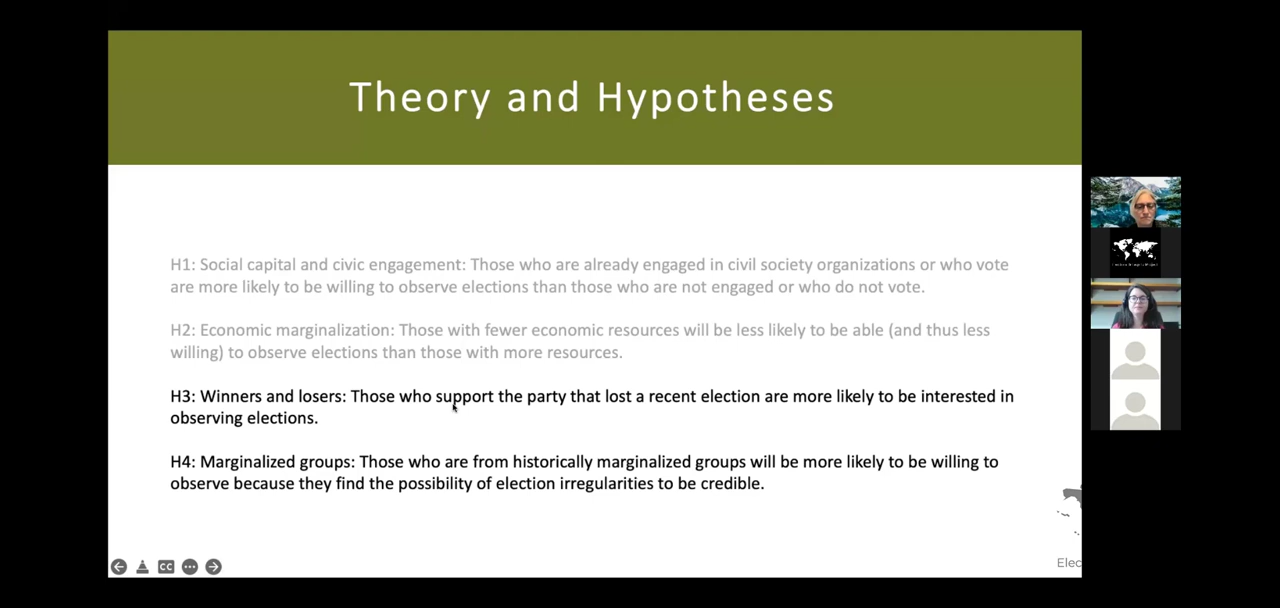 Theory and Hypotheses
H1: Social capital and civic engagement: Those who are already engaged in civil society organizations or who vote
are more likely to be willing to observe elections than those who are not engaged or who do not vote.
H2: Economic marginalization: Those with fewer economic resources will be less likely to be able (and thus less
willing) to observe elections than those with more resources.
H3: Winners and losers: Those who support the party that lost a recent election are more likely to be interested in
observing elections.
H4: Marginalized groups: Those who are from historically marginalized groups will be more likely to be willing to
observe because they find the possibility of election irregularities to be credible.
CC
Elec